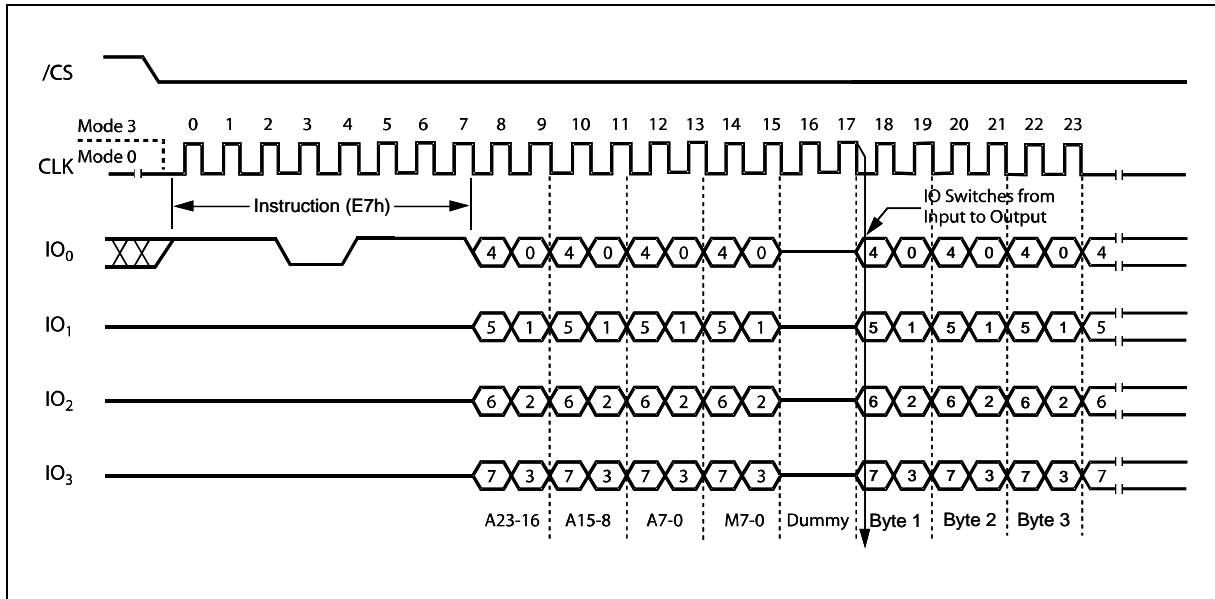 /CS
Mode 3
0 1 2 3 4 5 6 7 8 9 10 11 12 13 14 15 16 17 18 19 20 21 22 23
CLK Mode 0
Instruction (E7h)
IO Switches from
Input to Output
IO0 4 0 4 0 4 0 4 0 4 0 4 0 4 0 4
IO1 5 1 5 1 5 1 5 1 5 1 5 1 5 1 5
IO2 6 2 6 2 6 2 6 2 6 2 6 2 6 2 6
IO3 7 3 7 3 7 3 7 3 7 3 7 3 7 3 7
A23-16 A15-8 A7-0 M7-0 Dummy Byte 1 Byte 2 Byte 3